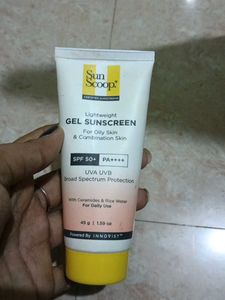 Sun
Scoop
Lightweight
GEL SUNSCREEN
For Oily Skin
& Combination Skin
SPF 50+ PA++++
UVA UVB
Broad Spectrum Protection
With Ceramides & Rice Water
For Daily Use
45 g | 1.59 oz
Powered By INNOVIST